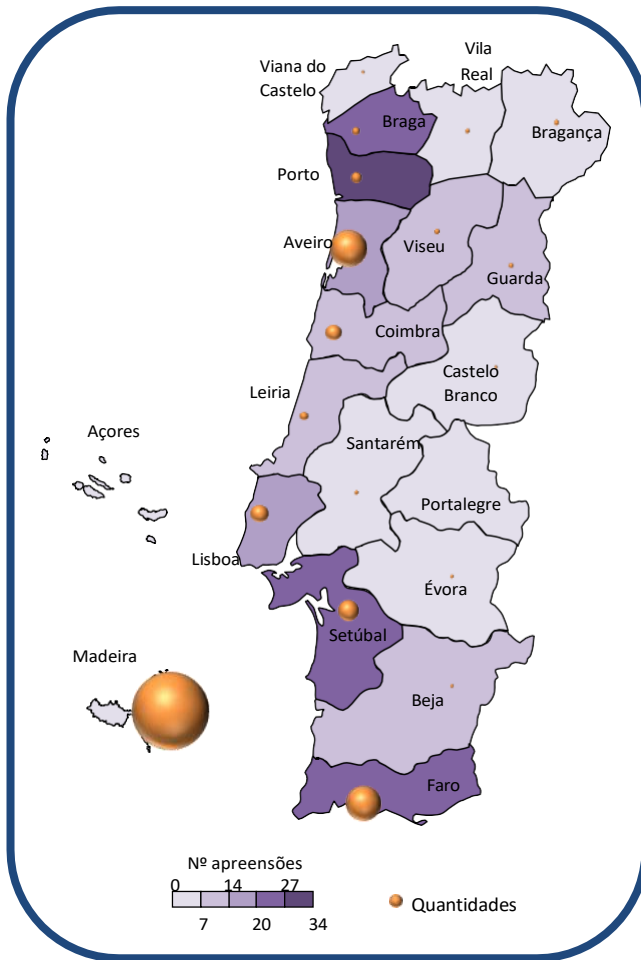 Vila
Real
Viana do
Castelo
Braga
Bragança
Porto
Aveiro
Viseu
Guarda
Coimbra
Castelo
Branco
Leiria
Açores
Santarém
Portalegre
Lisboa
Évora
Setúbal
Madeira
Beja
Faro
Nº apreensões
0 14 27
7 20 34
Quantidades